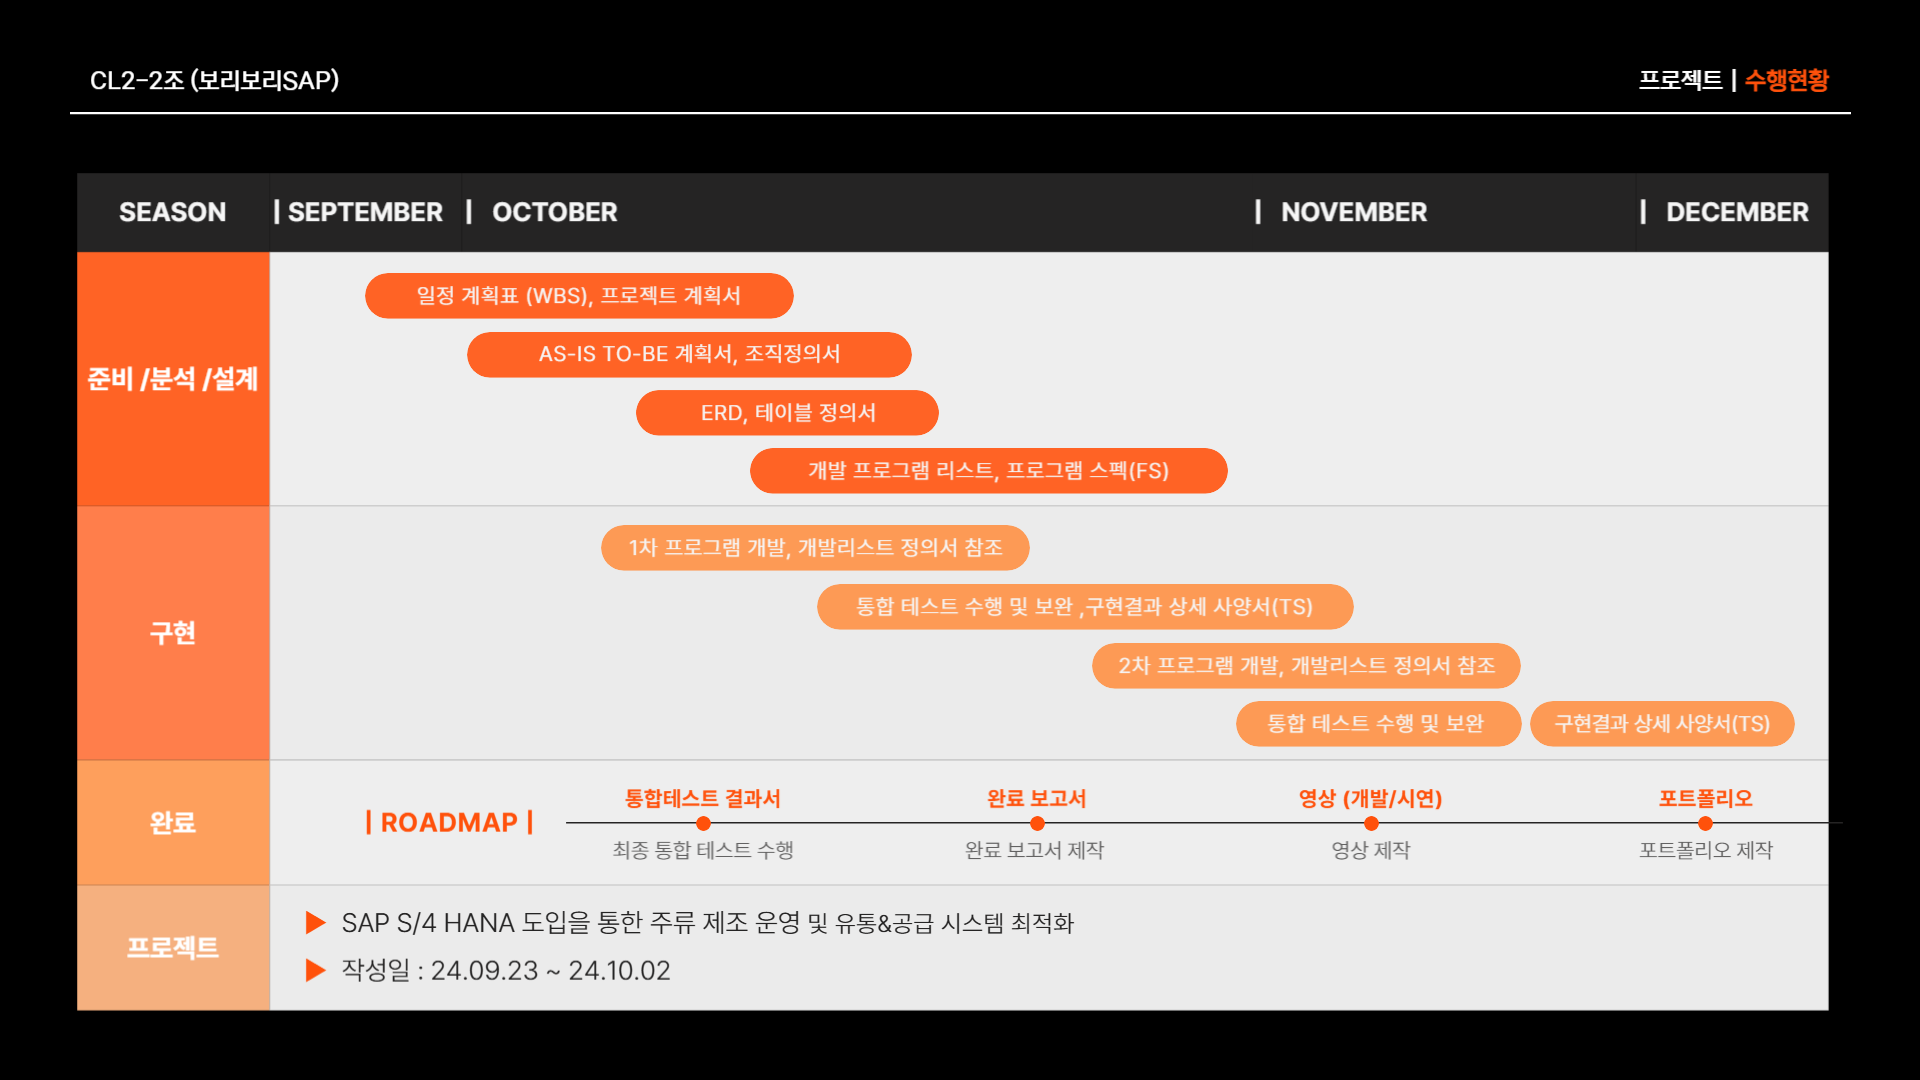 CL2-2조 (보리보리SAP)
프로젝트 | 수행현황
SEASON | SEPTEMBER | OCTOBER | NOVEMBER | DECEMBER
준비 /분석 /설계
일정 계획표 (WBS), 프로젝트 계획서
AS-IS TO-BE 계획서, 조직정의서
ERD, 테이블 정의서
개발 프로그램 리스트, 프로그램 스펙(FS)
구현
1차 프로그램 개발, 개발리스트 정의서 참조
통합 테스트 수행 및 보완 ,구현결과 상세 사양서(TS)
2차 프로그램 개발, 개발리스트 정의서 참조
통합 테스트 수행 및 보완
구현결과 상세 사양서(TS)
완료
| ROADMAP |
통합테스트 결과서
최종 통합 테스트 수행
완료 보고서
완료 보고서 제작
영상 (개발/시연)
영상 제작
포트폴리오
포트폴리오 제작
프로젝트
▶ SAP S/4 HANA 도입을 통한 주류 제조 운영 및 유통&공급 시스템 최적화
▶ 작성일 : 24.09.23 ~ 24.10.02